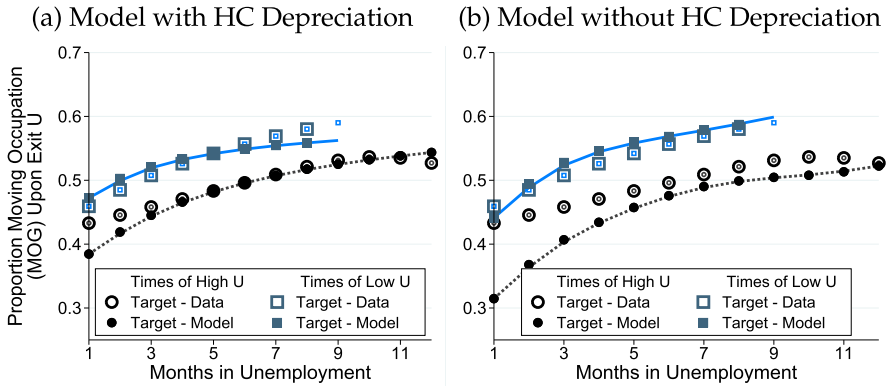 (a) Model with HC Depreciation
(b) Model without HC Depreciation
Proportion Moving Occupation
(MOG) Upon Exit U
0.7
0.6
0.5
0.4
0.3
Times of High U
Times of Low U
Target - Data
Target - Data
Target - Model
Target - Model
1
3
5
7
9
11
Months in Unemployment
0.7
0.6
0.5
0.4
0.3
Times of High U
Times of Low U
Target - Data
Target - Data
Target - Model
Target - Model
1
3
5
7
9
11
Months in Unemployment